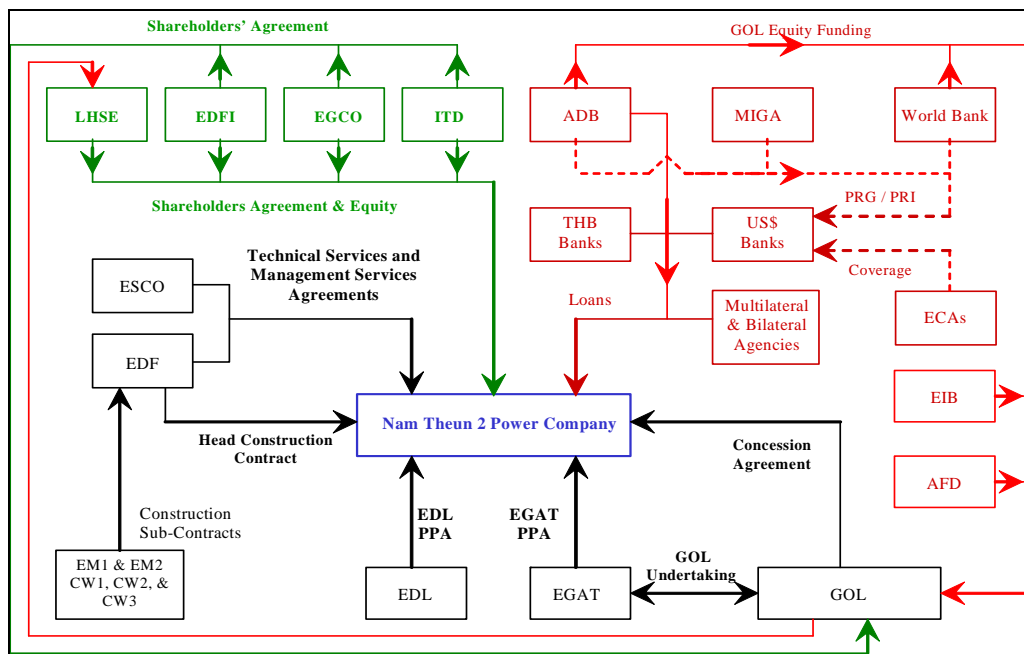 Shareholders' Agreement
GOL Equity Funding
LHSE
EDFI
EGCO
ITD
ADB
MIGA
World Bank
Shareholders Agreement & Equity
PRG / PRI
THB
Banks
US$
Banks
Technical Services and
Management Services
Agreements
Coverage
ESCO
Loans
Multilateral
& Bilateral
Agencies
ECAs
EDF
EIB
Nam Theun 2 Power Company
Head Construction
Contract
Concession
Agreement
AFD
Construction
Sub-Contracts
EDL
PPA
EGAT
PPA
GOL
Undertaking
EM1 & EM2
CW1, CW2, &
CW3
EDL
EGAT
GOL